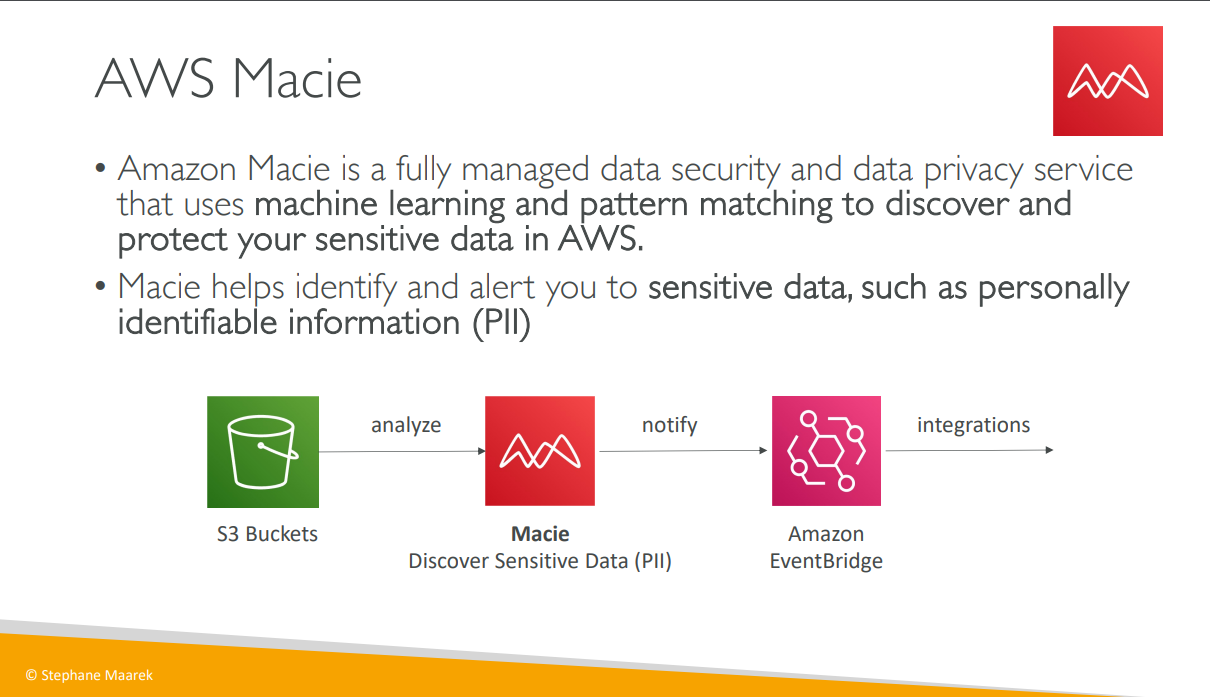 AWS Macie
• Amazon Macie is a fully managed data security and data privacy service
that uses machine learning and pattern matching to discover and
protect your sensitive data in AWS.
• Macie helps identify and alert you to sensitive data, such as personally
identifiable information (PII)
analyze
notify
integrations
S3 Buckets
Macie
Discover Sensitive Data (PII)
Amazon
EventBridge
© Stephane Maarek